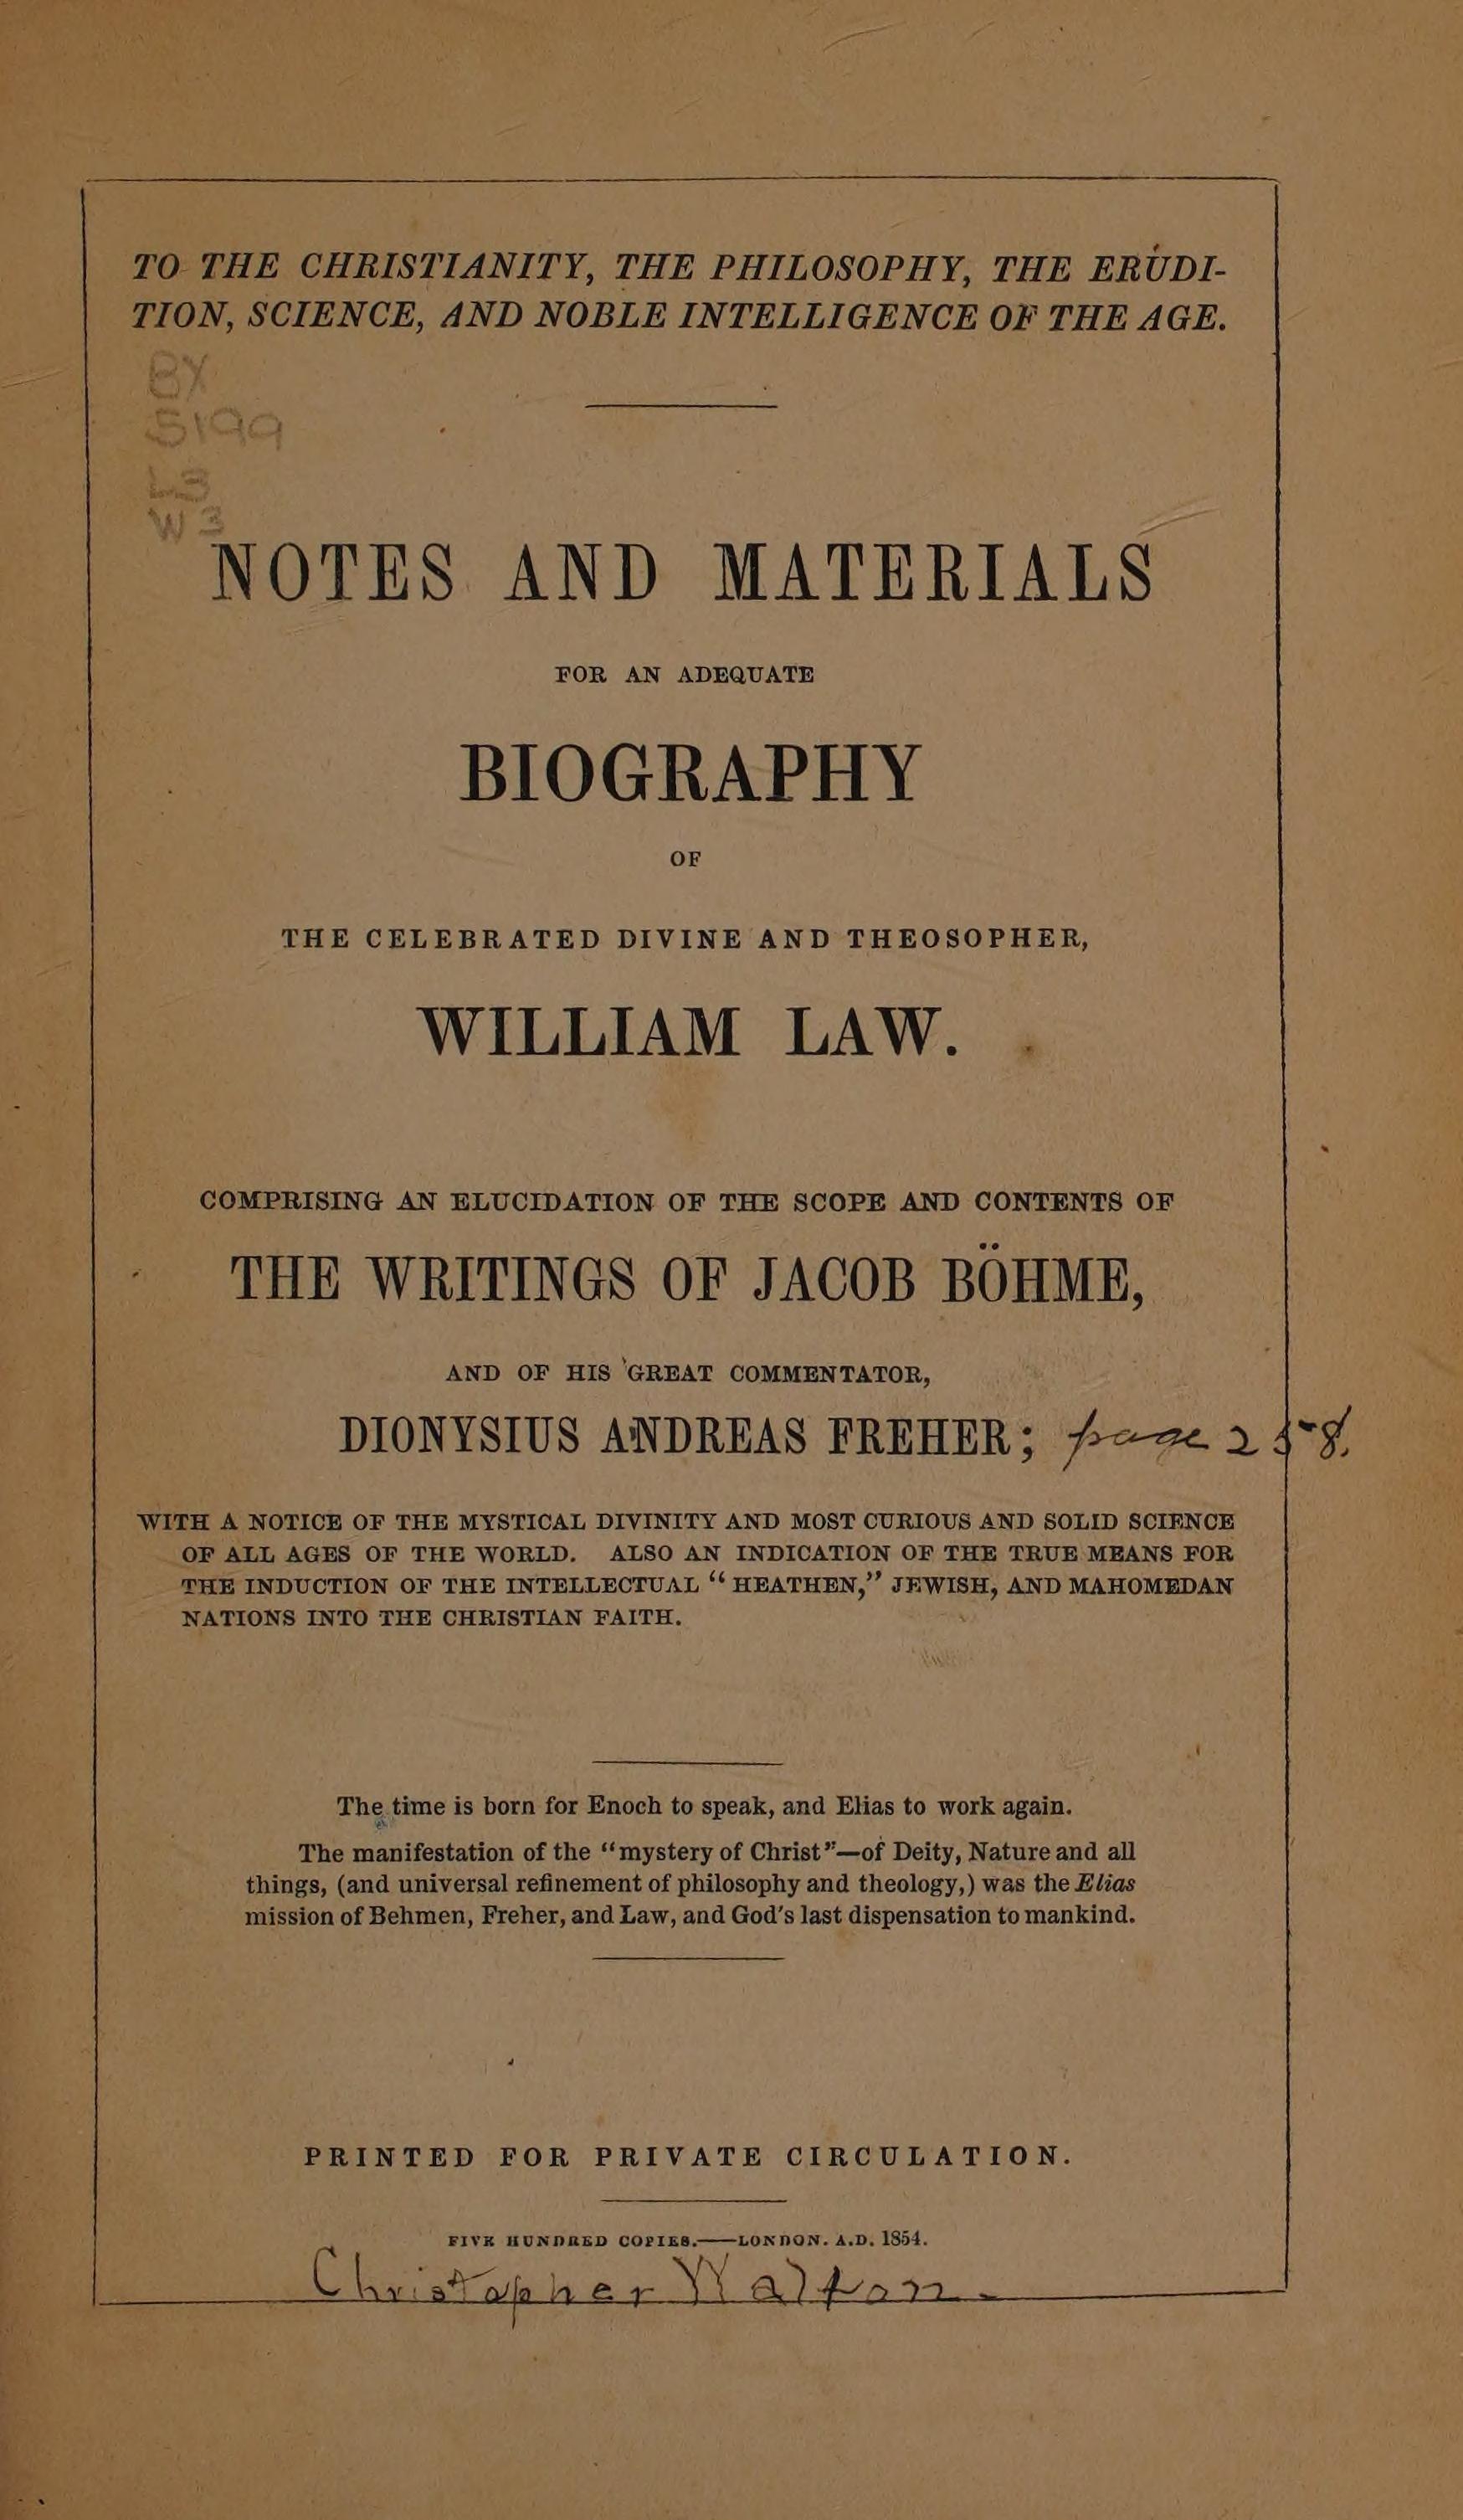 TO THE CHRISTIANITY, THE PHILOSOPHY, THE ERUDI-
TION, SCIENCE, AND NOBLE INTELLIGENCE OF THE AGE.
BX
5199
L3
W3
NOTES AND MATERIALS
FOR AN ADEQUATE
BIOGRAPHY
OF
THE CELEBRATED DIVINE AND THEOSOPHER,
WILLIAM LAW.
COMPRISING AN ELUCIDATION OF THE SCOPE AND CONTENTS OF
THE WRITINGS OF JACOB BÖHME,
AND OF HIS GREAT COMMENTATOR,
DIONYSIUS ANDREAS FREHER; page 258.
WITH A NOTICE OF THE MYSTICAL DIVINITY AND MOST CURIOUS AND SOLID SCIENCE
OF ALL AGES OF THE WORLD. ALSO AN INDICATION OF THE TRUE MEANS FOR
THE INDUCTION OF THE INTELLECTUAL “HEATHEN,” JEWISH, AND MAHOMEDAN
NATIONS INTO THE CHRISTIAN FAITH.
The time is born for Enoch to speak, and Elias to work again.
The manifestation of the “mystery of Christ”—of Deity, Nature and all
things, (and universal refinement of philosophy and theology,) was the Elias
mission of Behmen, Freher, and Law, and God's last dispensation to mankind.
PRINTED FOR PRIVATE CIRCULATION.
FIVE HUNDRED COPIES.——LONDON. A.D. 1854.
Christopher Walton.